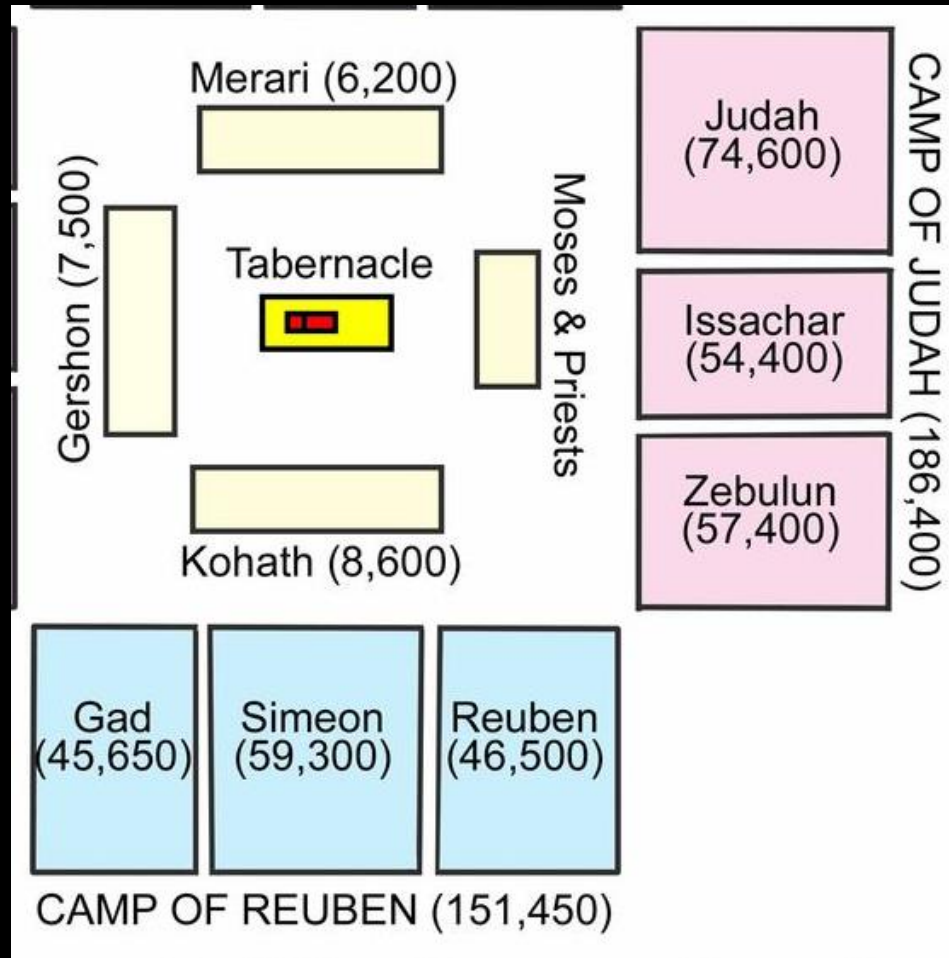 Merari (6,200)
Gershon (7,500)
Tabernacle
Moses & Priests
Kohath (8,600)
Judah
(74,600)
Issachar
(54,400)
Zebulun
(57,400)
CAMP OF JUDAH (186,400)
Gad
(45,650)
Simeon
(59,300)
Reuben
(46,500)
CAMP OF REUBEN (151,450)